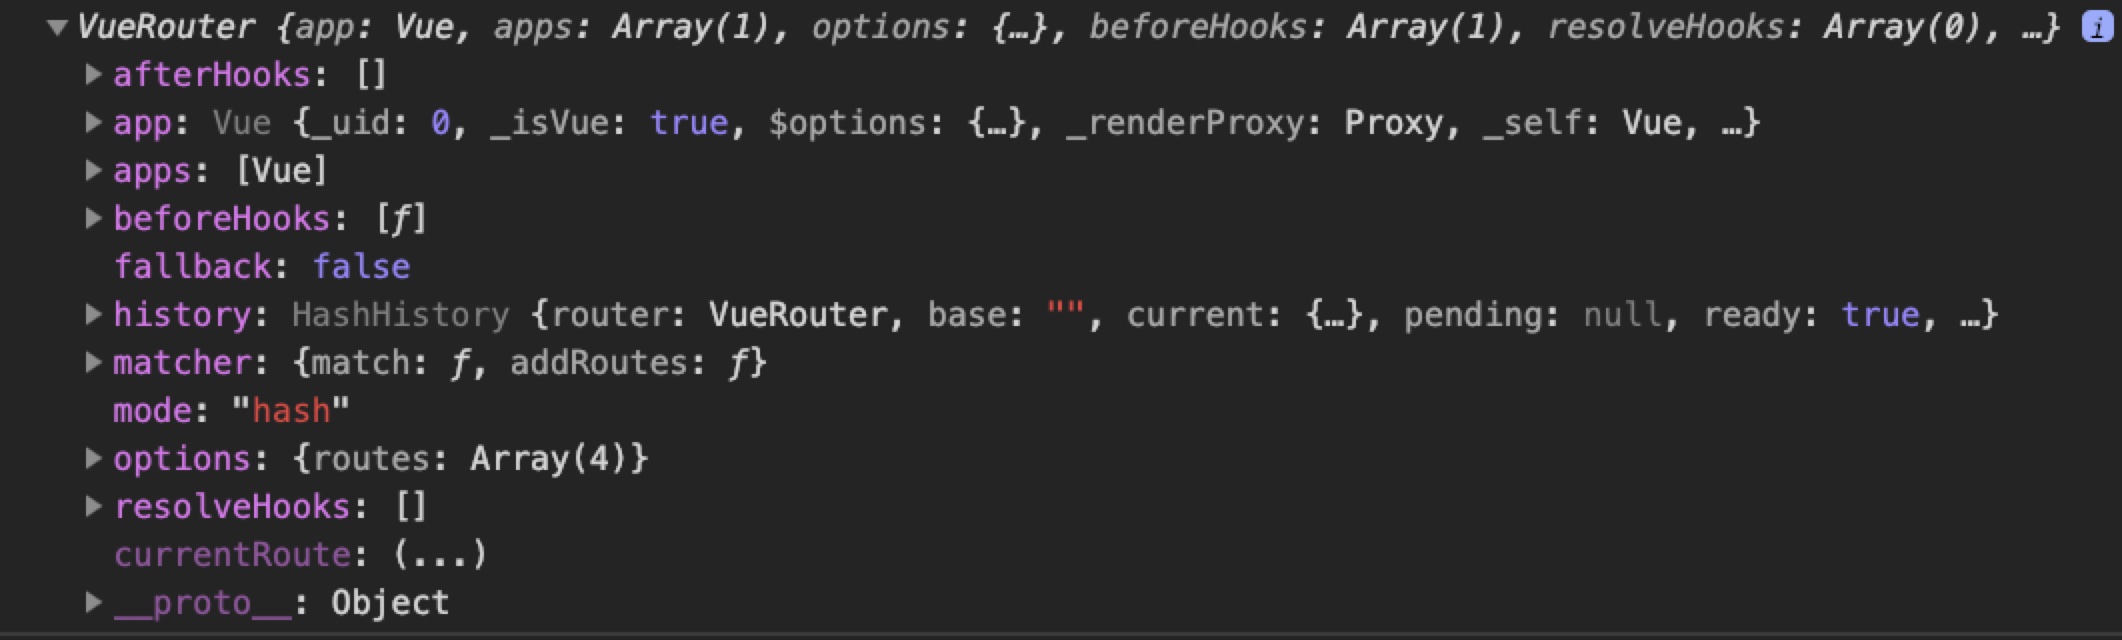 ▼VueRouter {app: Vue, apps: Array(1), options: {…}, beforeHooks: Array(1), resolveHooks: Array(0), …} i
▶ afterHooks: []
▶ app: Vue {_uid: 0, _isVue: true, $options: {…}, _renderProxy: Proxy, _self: Vue, …}
▶ apps: [Vue]
▶ beforeHooks: [ƒ]
fallback: false
▶ history: HashHistory {router: VueRouter, base: "", current: {…}, pending: null, ready: true, …}
▶ matcher: {match: ƒ, addRoutes: ƒ}
mode: "hash"
▶ options: {routes: Array(4)}
▶ resolveHooks: []
currentRoute: (...)
▶ __proto__: Object